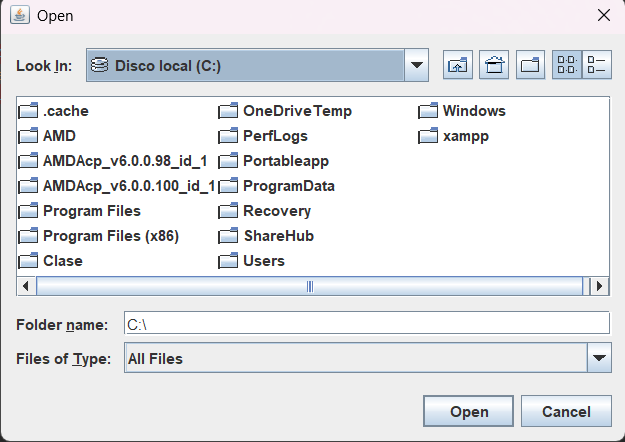 Open
Look In:
Disco local (C:)
.cache
AMD
AMDAcp_v6.0.0.98_id_1
AMDAcp_v6.0.0.100_id_1
Program Files
Program Files (x86)
Clase
OneDriveTemp
PerfLogs
Portableapp
ProgramData
Recovery
ShareHub
Users
Windows
xampp
Folder name: C:\
Files of Type: All Files
Open Cancel